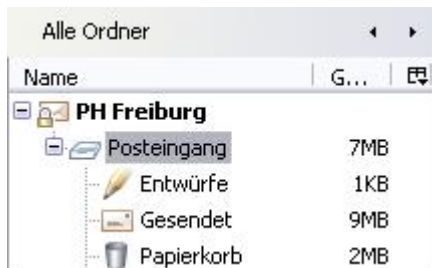 Alle Ordner
Name G...
PH Freiburg
Posteingang 7MB
Entwürfe 1KB
Gesendet 9MB
Papierkorb 2MB